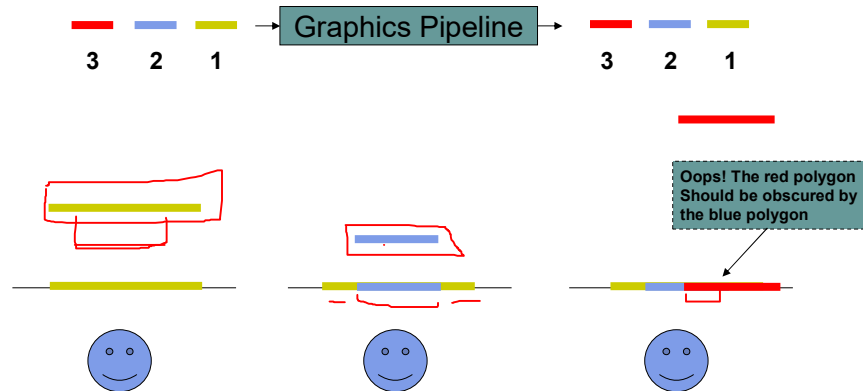 Graphics Pipeline
3 2 1
3 2 1
Oops! The red polygon
Should be obscured by
the blue polygon